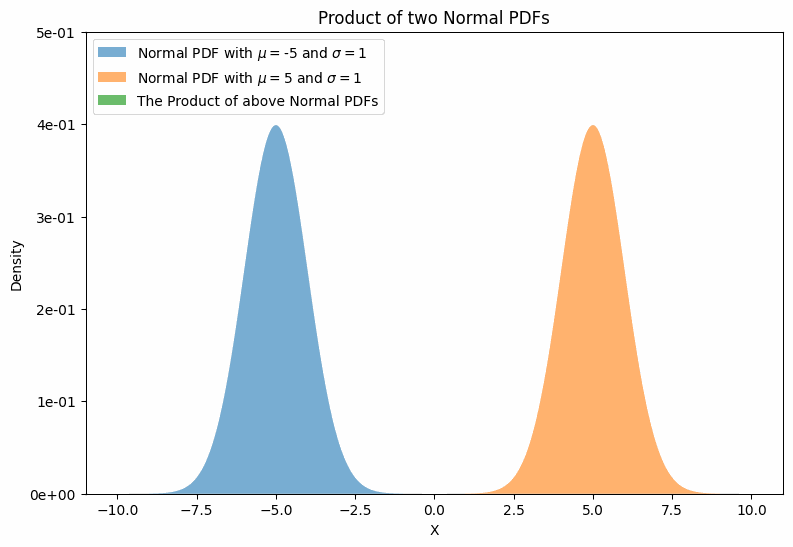 Product of two Normal PDFs
5e-01
4e-01
3e-01
2e-01
1e-01
0e+00
Density
Normal PDF with μ = -5 and σ = 1
Normal PDF with μ = 5 and σ = 1
The Product of above Normal PDFs
−10.0 −7.5 −5.0 −2.5 0.0 2.5 5.0 7.5 10.0
X